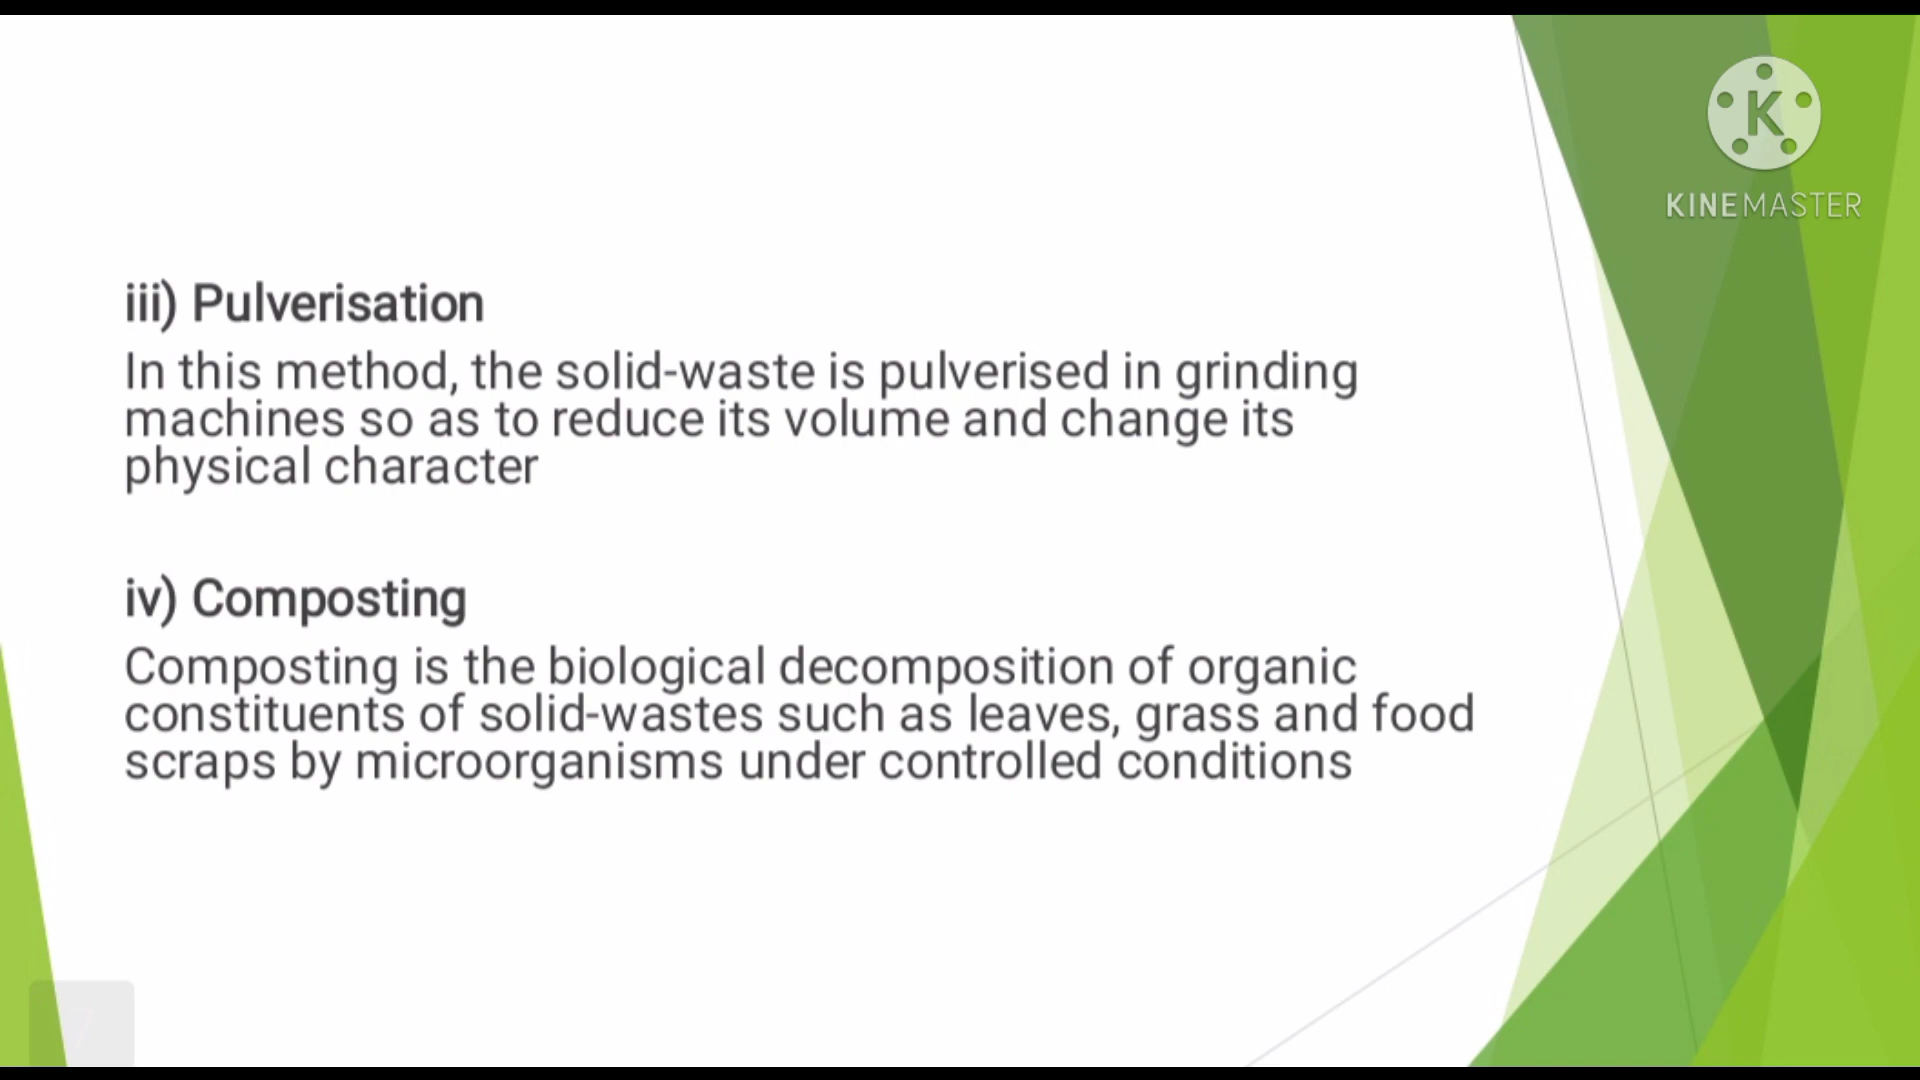 K
KINEMASTER
iii) Pulverisation
In this method, the solid-waste is pulverised in grinding
machines so as to reduce its volume and change its
physical character
iv) Composting
Composting is the biological decomposition of organic
constituents of solid-wastes such as leaves, grass and food
scraps by microorganisms under controlled conditions